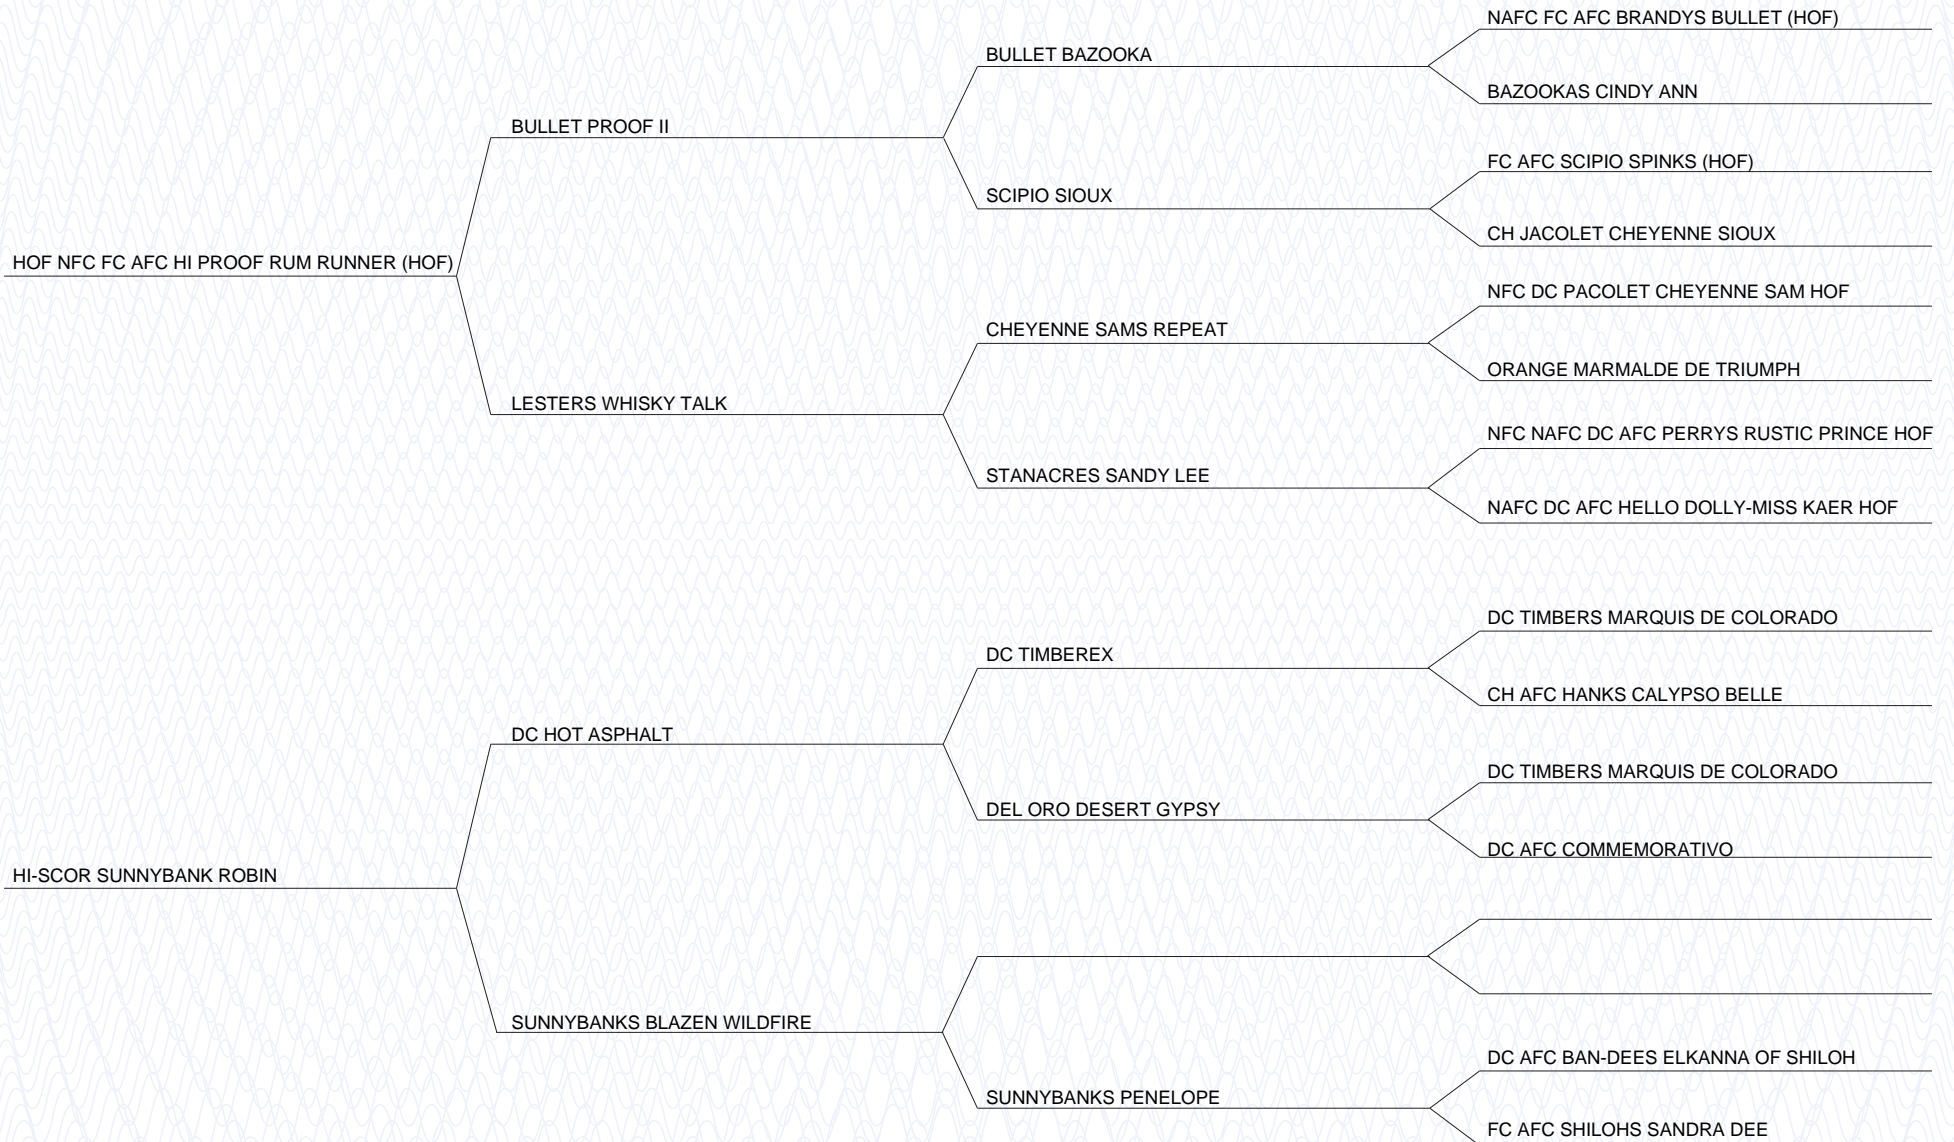 NAFC FC AFC BRANDYS BULLET (HOF)
BULLET BAZOOKA
BAZOOKAS CINDY ANN
BULLET PROOF II
FC AFC SCIPIO SPINKS (HOF)
SCIPIO SIOUX
CH JACOLET CHEYENNE SIOUX
HOF NFC FC AFC HI PROOF RUM RUNNER (HOF)
NFC DC PACOLET CHEYENNE SAM HOF
CHEYENNE SAMS REPEAT
ORANGE MARMALDE DE TRIUMPH
LESTERS WHISKY TALK
NFC NAFC DC AFC PERRYS RUSTIC PRINCE HOF
STANACRES SANDY LEE
NAFC DC AFC HELLO DOLLY-MISS KAER HOF
DC TIMBERS MARQUIS DE COLORADO
DC TIMBEREX
CH AFC HANKS CALYPSO BELLE
DC HOT ASPHALT
DC TIMBERS MARQUIS DE COLORADO
DEL ORO DESERT GYPSY
DC AFC COMMEMORATIVO
HI-SCOR SUNNYBANK ROBIN
SUNNYBANKS BLAZEN WILDFIRE
DC AFC BAN-DEES ELKANNA OF SHILOH
SUNNYBANKS PENELOPE
FC AFC SHILOHS SANDRA DEE